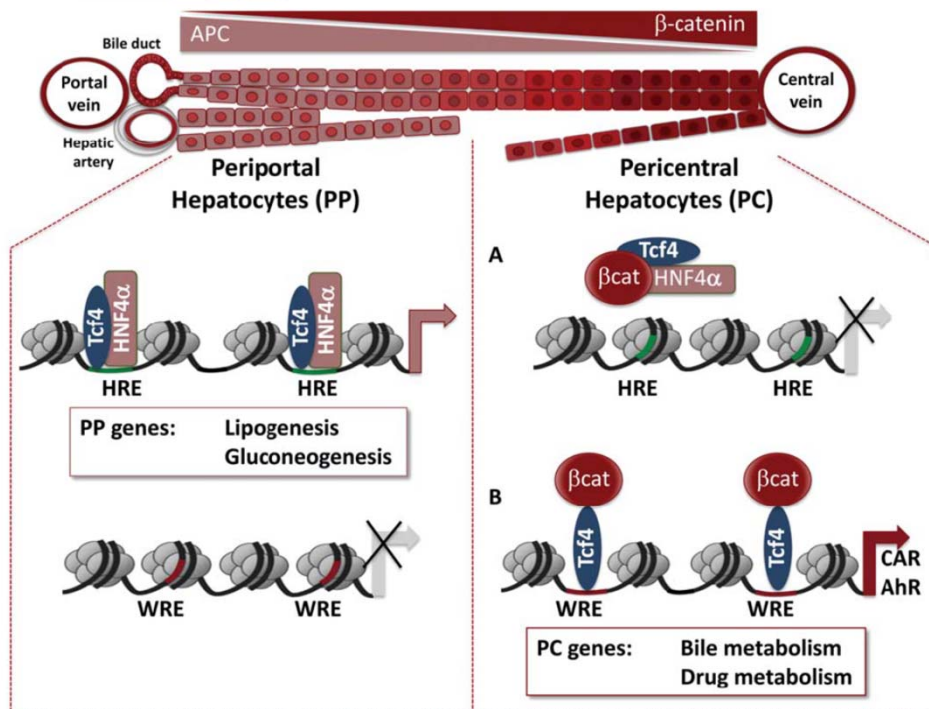 APC
β-catenin
Bile duct
Portal
vein
Central
vein
Hepatic
artery
Periportal
Hepatocytes (PP)
Pericentral
Hepatocytes (PC)
Tcf4
HNF4α
Tcf4
HNF4α
HRE
HRE
PP genes: Lipogenesis
Gluconeogenesis
WRE
WRE
A
Tcf4
βcat
HNF4α
HRE
HRE
B
βcat
βcat
Tcf4
Tcf4
CAR
AhR
WRE
WRE
PC genes: Bile metabolism
Drug metabolism